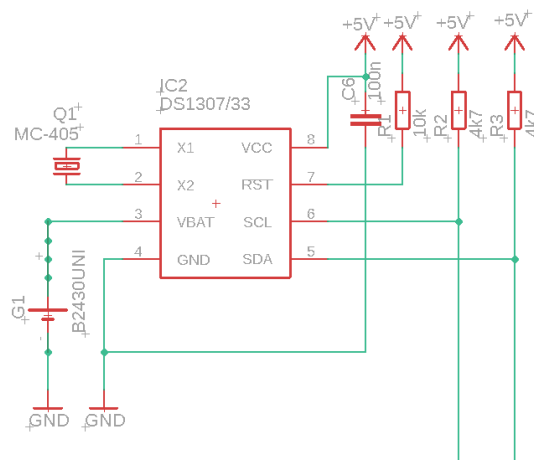 +5V +5V +5V +5V
IC2
DS1307/33
Q1
MC-405
C6
100n
R1
10k
R2
4k7
R3
4k7
1 X1 VCC 8
2 X2 RST 7
3 VBAT SCL 6
4 GND SDA 5
+
G1
B2430UNI
-
GND GND